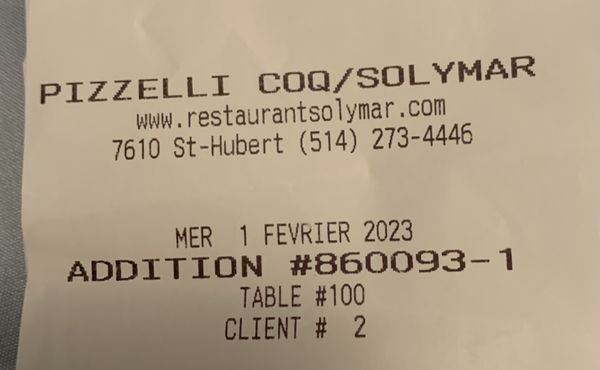 PIZZELLI COQ/SOLYMAR
www.restaurantsolymar.com
7610 St-Hubert (514) 273-4446
MER 1 FEVRIER 2023
ADDITION #860093-1
TABLE #100
CLIENT # 2